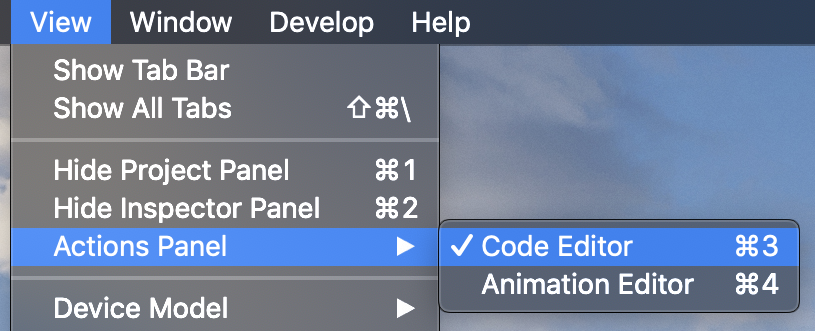 View Window Develop Help
Show Tab Bar
Show All Tabs ⇧⌘\
Hide Project Panel ⌘1
Hide Inspector Panel ⌘2
Actions Panel ▶
✓ Code Editor ⌘3
Animation Editor ⌘4
Device Model ▶